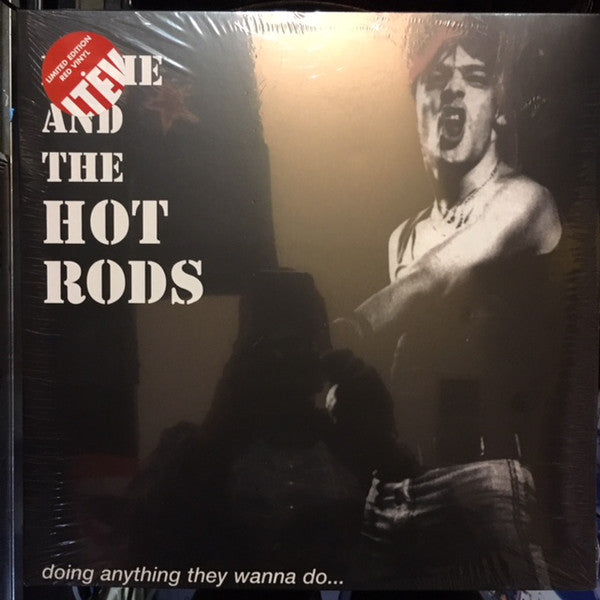 LIMITED EDITION
RED VINYL
AND
THE
HOT
RODS
doing anything they wanna do...